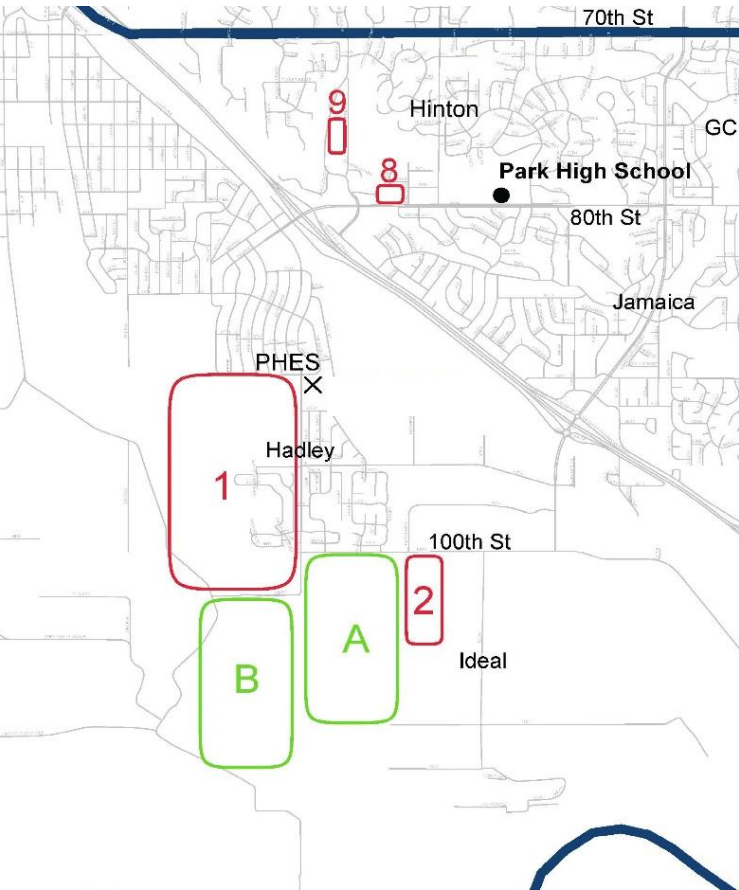 70th St
9
Hinton
GC
8
Park High School
80th St
Jamaica
PHES
Hadley
1
100th St
2
A
Ideal
B